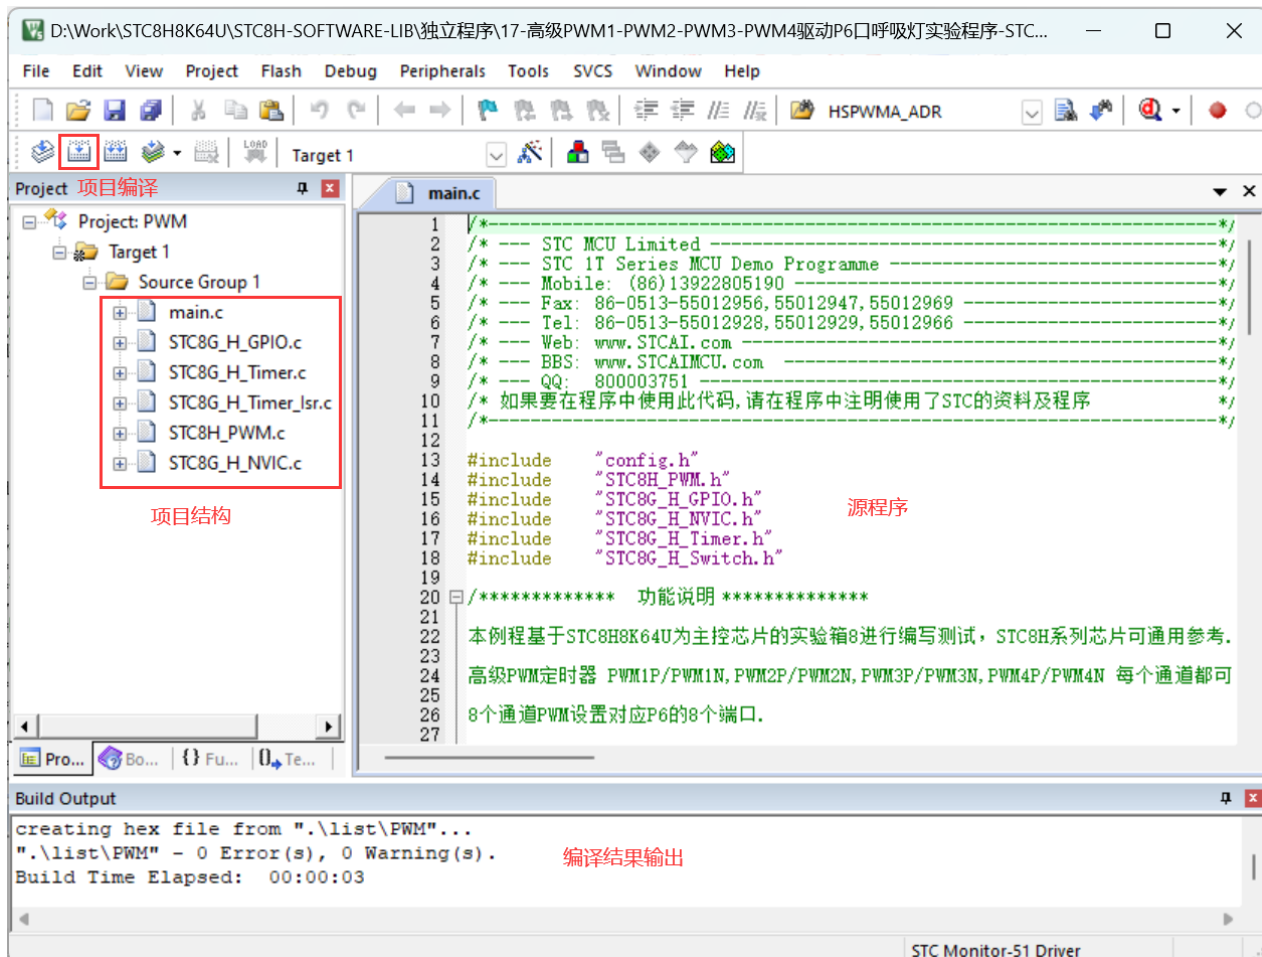 D:\Work\STC8H8K64U\STC8H-SOFTWARE-LIB\独立程序\17-高级PWM1-PWM2-PWM3-PWM4驱动P6口呼吸灯实验程序-STC...
File Edit View Project Flash Debug Peripherals Tools SVCS Window Help
HSPWMA_ADR
LOAD
Target 1
Project 项目编译
Project: PWM
Target 1
Source Group 1
main.c
STC8G_H_GPIO.c
STC8G_H_Timer.c
STC8G_H_Timer_Isr.c
STC8H_PWM.c
STC8G_H_NVIC.c
项目结构
Pro... Bo... {} Fu... Te...
main.c
1 /*---------------------------------------------------------------------*/
2 /* --- STC MCU Limited ------------------------------------------------*/
3 /* --- STC 1T Series MCU Demo Programme -------------------------------*/
4 /* --- Mobile: (86)13922805190 ----------------------------------------*/
5 /* --- Fax: 86-0513-55012956,55012947,55012969 ------------------------*/
6 /* --- Tel: 86-0513-55012928,55012929,55012966 ------------------------*/
7 /* --- Web: www.STCAI.com ---------------------------------------------*/
8 /* --- BBS: www.STCAIMCU.com -----------------------------------------*/
9 /* --- QQ: 800003751 -------------------------------------------------*/
10 /* 如果要在程序中使用此代码,请在程序中注明使用了STC的资料及程序 */
11 /*---------------------------------------------------------------------*/
12
13 #include "config.h"
14 #include "STC8H_PWM.h"
15 #include "STC8G_H_GPIO.h"
16 #include "STC8G_H_NVIC.h"
17 #include "STC8G_H_Timer.h"
18 #include "STC8G_H_Switch.h"
19
20 /************* 功能说明 **************
21
22 本例程基于STC8H8K64U为主控芯片的实验箱8进行编写测试，STC8H系列芯片可通用参考.
23
24 高级PWM定时器 PWM1P/PWM1N,PWM2P/PWM2N,PWM3P/PWM3N,PWM4P/PWM4N 每个通道都可
25
26 8个通道PWM设置对应P6的8个端口.
27
源程序
Build Output
creating hex file from ".\list\PWM"...
".\list\PWM" - 0 Error(s), 0 Warning(s).
Build Time Elapsed: 00:00:03
编译结果输出
STC Monitor-51 Driver